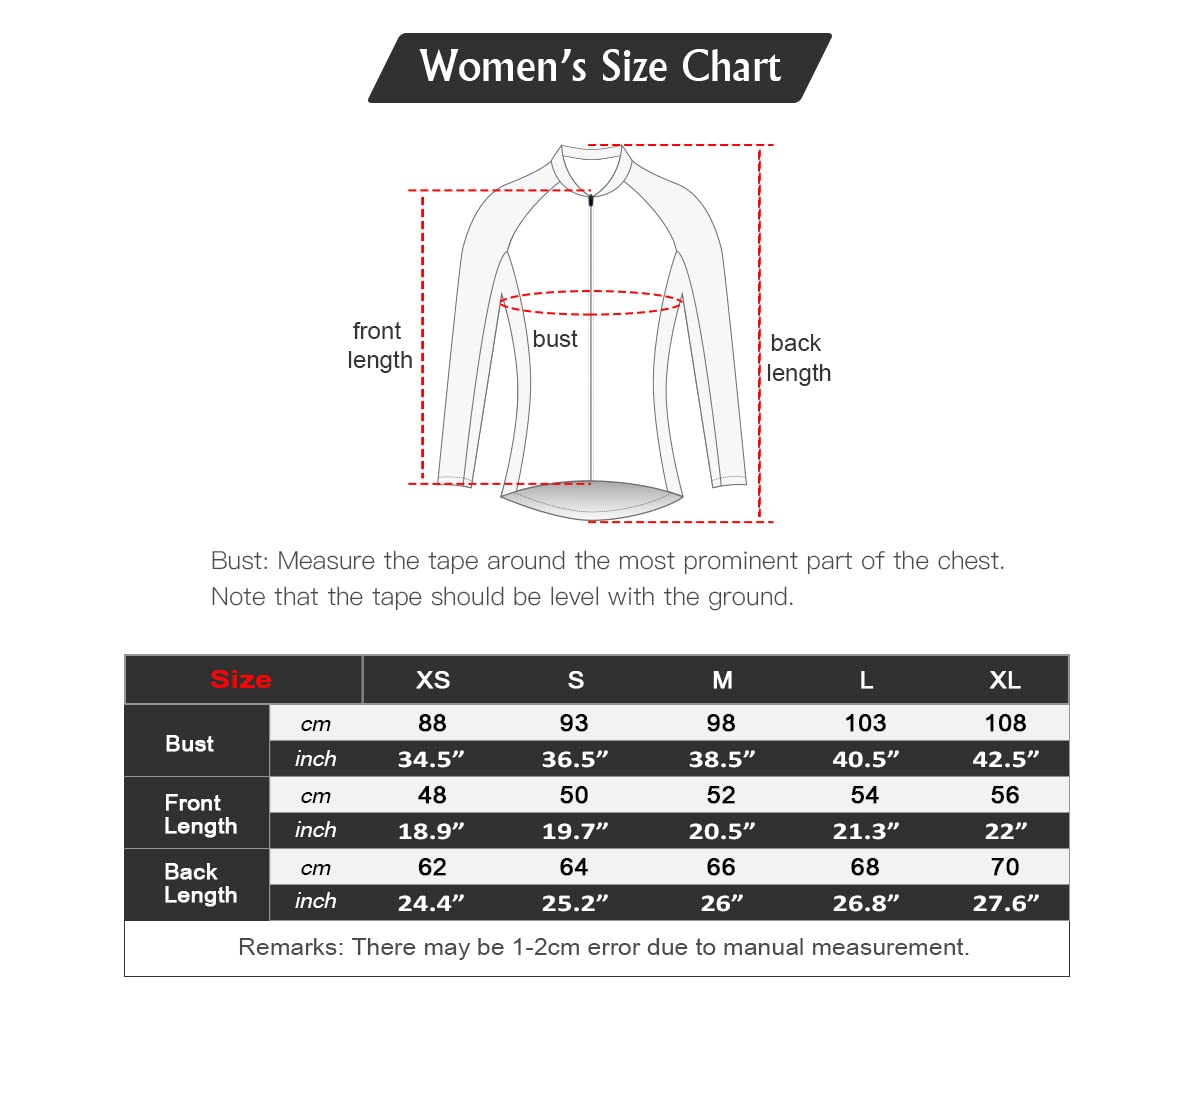 Women's Size Chart
front
length
bust
back
length
Bust: Measure the tape around the most prominent part of the chest.
Note that the tape should be level with the ground.
Size XS S M L XL
Bust
cm 88 93 98 103 108
inch 34.5” 36.5” 38.5” 40.5” 42.5”
Front
Length
cm 48 50 52 54 56
inch 18.9” 19.7” 20.5” 21.3” 22”
Back
Length
cm 62 64 66 68 70
inch 24.4” 25.2” 26” 26.8” 27.6”
Remarks: There may be 1-2cm error due to manual measurement.